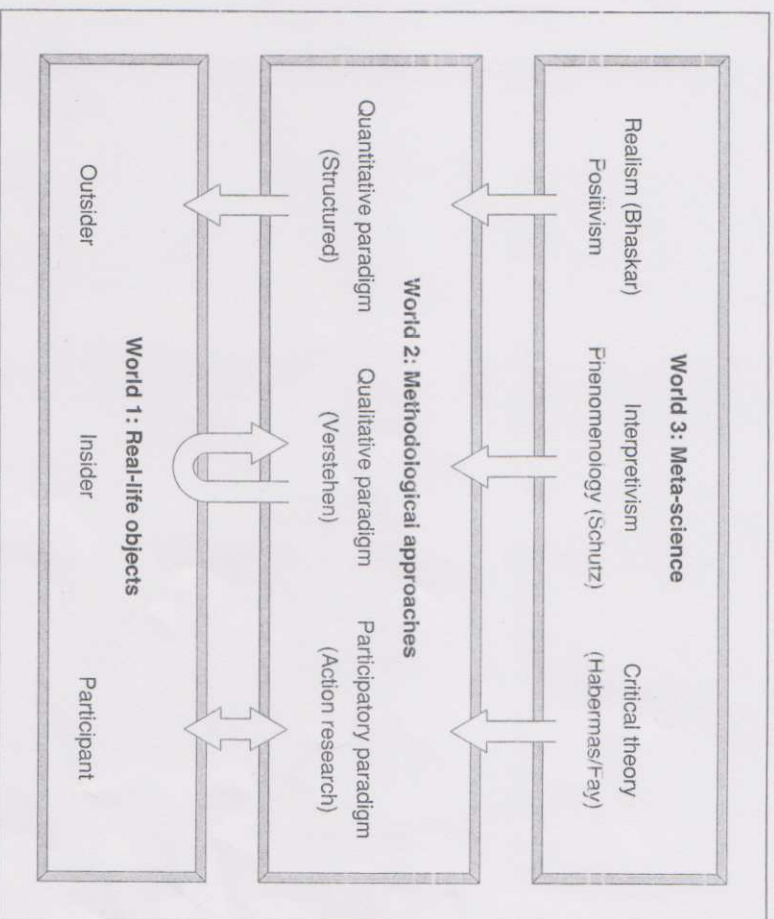 World 3: Meta-science
Realism (Bhaskar)
Positivism
Interpretivism
Phenomenology (Schutz)
Critical theory
(Habermas/Fay)
World 2: Methodological approaches
Quantitative paradigm
(Structured)
Qualitative paradigm
(Verstehen)
Participatory paradigm
(Action research)
World 1: Real-life objects
Outsider
Insider
Participant